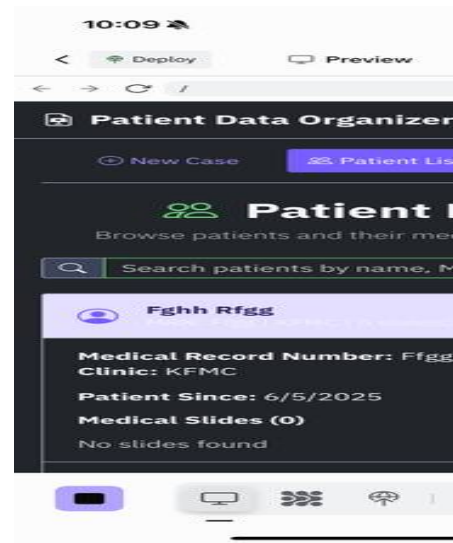 10:09
Deploy
Preview
/
Patient Data Organizer
New Case
Patient Lis
Patient
Browse patients and their me
Search patients by name, M
Fghh Rfgg
Medical Record Number: Ffgg
Clinic: KFMC
Patient Since: 6/5/2025
Medical Slides (0)
No slides found